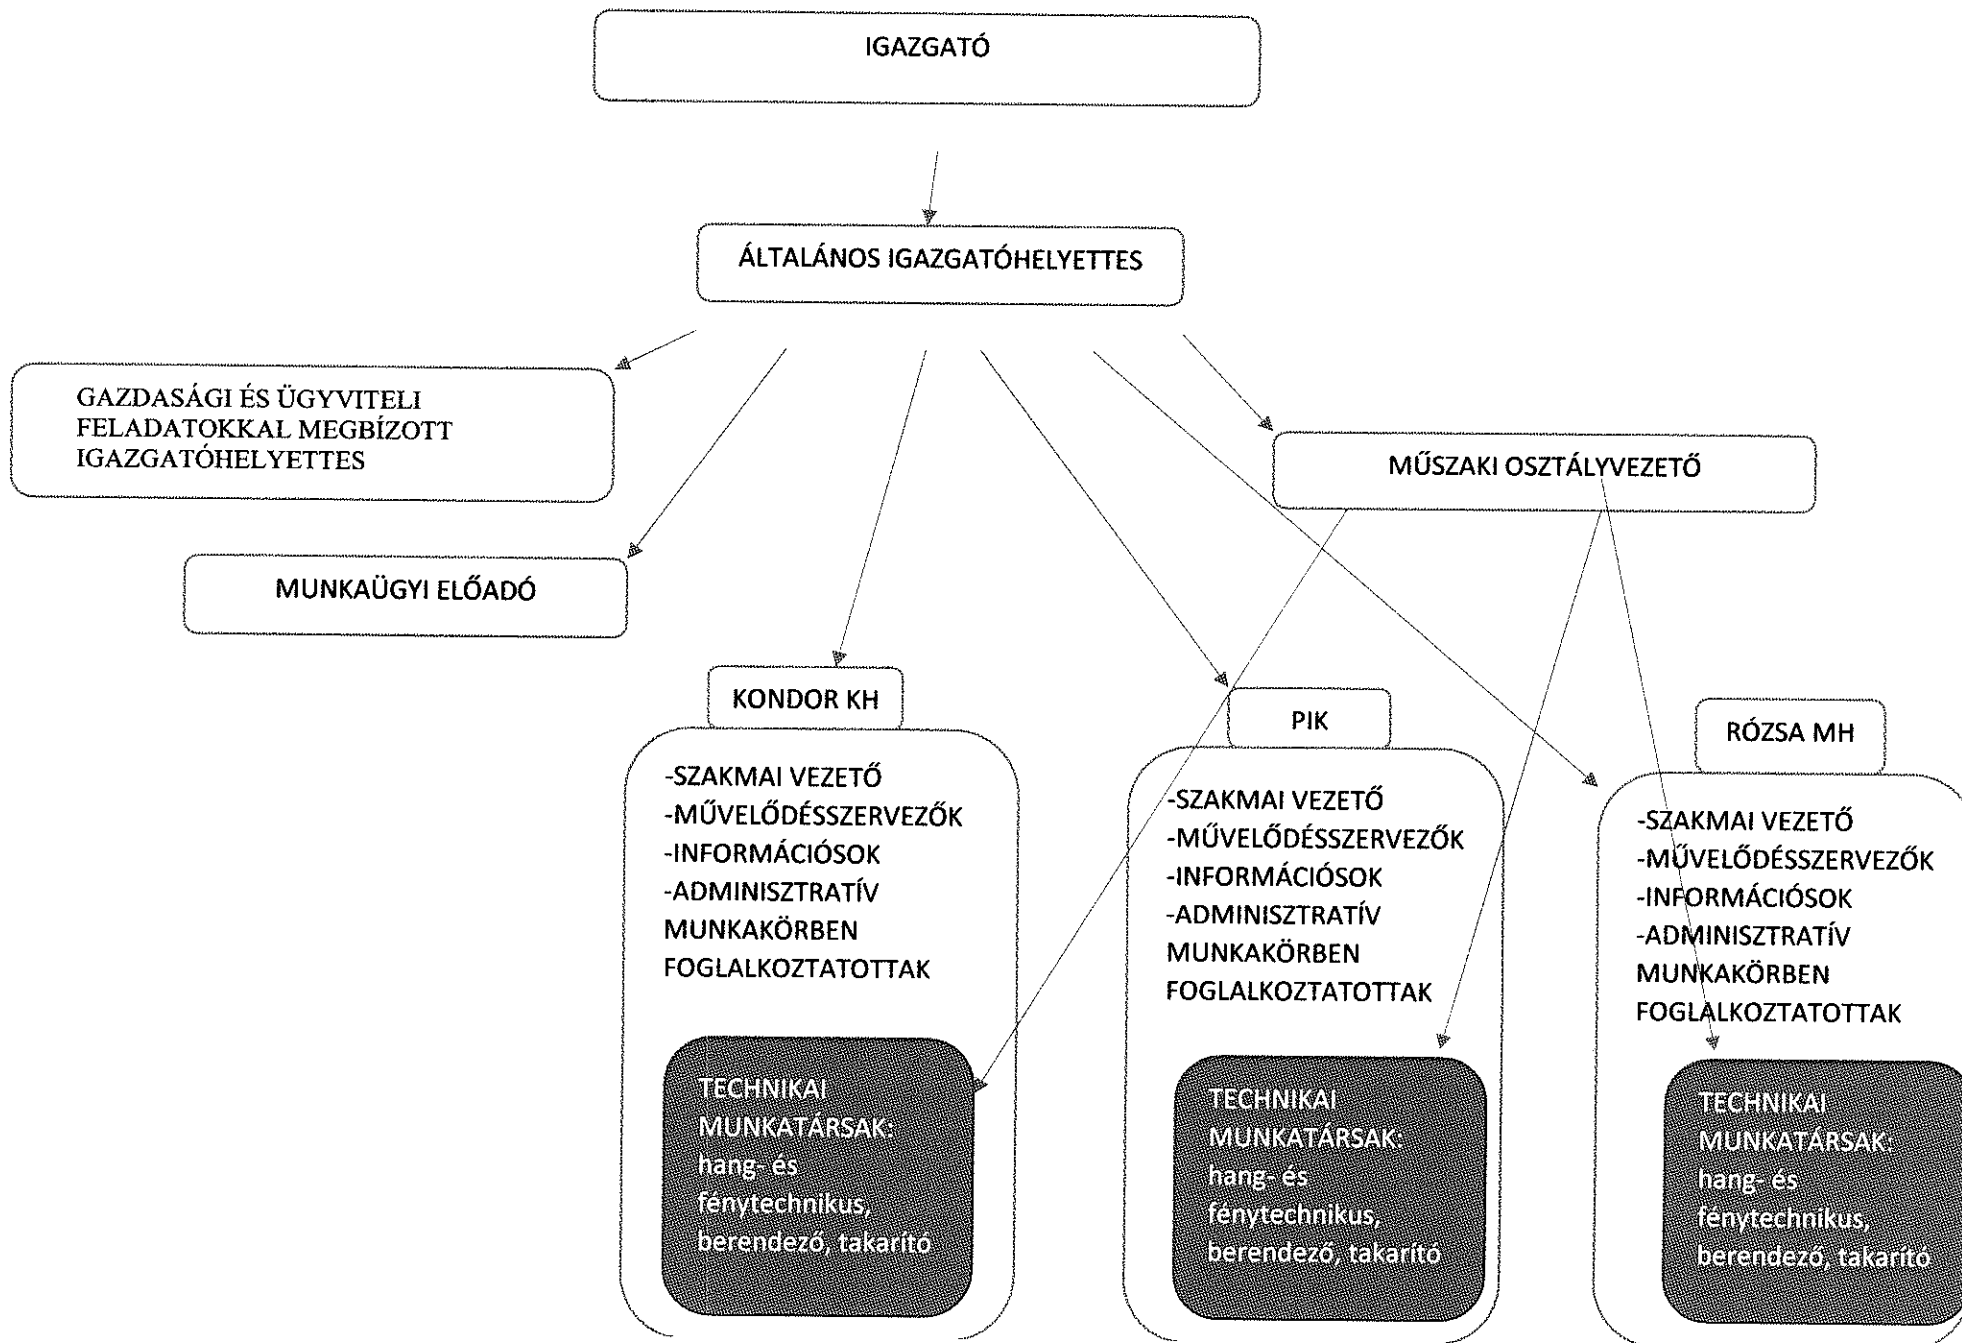 IGAZGATÓ
ÁLTALÁNOS IGAZGATÓHELYETTES
GAZDASÁGI ÉS ÜGYVITELI
FELADATOKKAL MEGBÍZOTT
IGAZGATÓHELYETTES
MŰSZAKI OSZTÁLYVEZETŐ
MUNKAÜGYI ELŐADÓ
KONDOR KH
-SZAKMAI VEZETŐ
-MŰVELŐDÉSSZERVEZŐK
-INFORMÁCIÓSOK
-ADMINISZTRATÍV
MUNKAKÖRBEN
FOGLALKOZTATOTTAK
TECHNIKAI
MUNKATÁRSAK:
hang- és
fénytechnikus,
berendező, takarító
PIK
-SZAKMAI VEZETŐ
-MŰVELŐDÉSSZERVEZŐK
-INFORMÁCIÓSOK
-ADMINISZTRATÍV
MUNKAKÖRBEN
FOGLALKOZTATOTTAK
TECHNIKAI
MUNKATÁRSAK:
hang- és
fénytechnikus,
berendező, takarító
RÓZSA MH
-SZAKMAI VEZETŐ
-MŰVELŐDÉSSZERVEZŐK
-INFORMÁCIÓSOK
-ADMINISZTRATÍV
MUNKAKÖRBEN
FOGLALKOZTATOTTAK
TECHNIKAI
MUNKATÁRSAK:
hang- és
fénytechnikus,
berendező, takarító